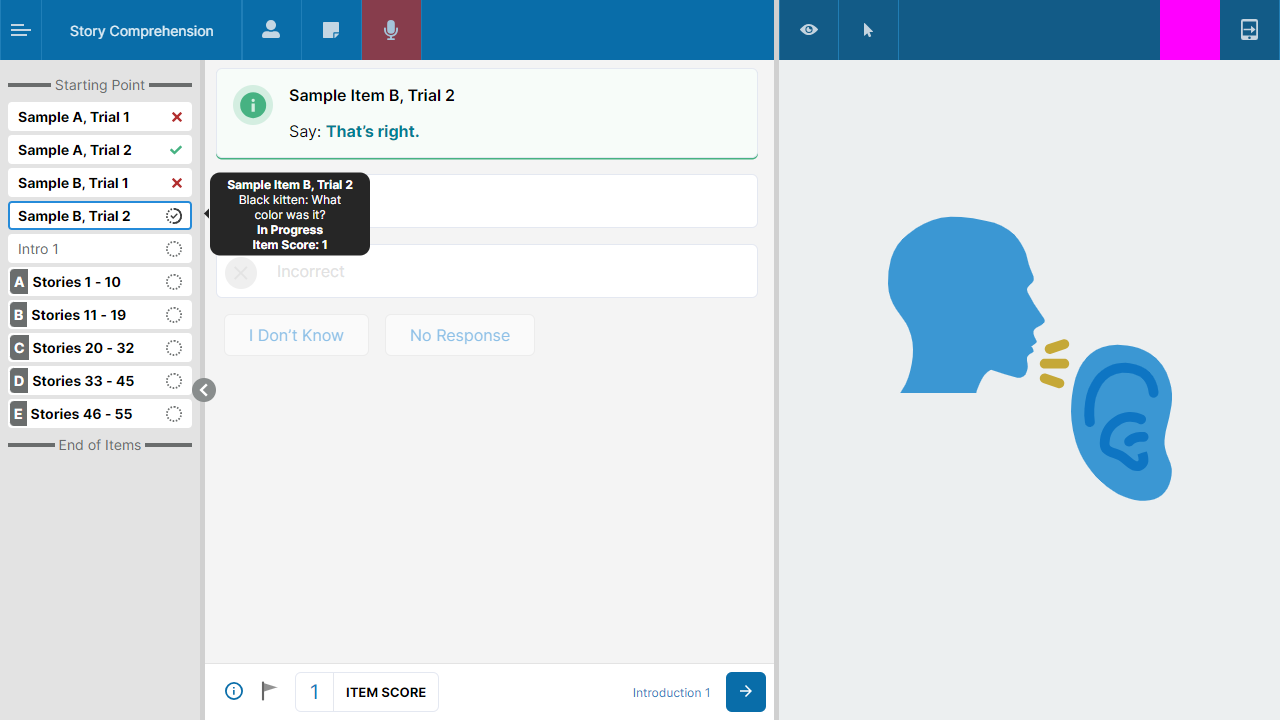 Story Comprehension
Starting Point
Sample A, Trial 1
Sample A, Trial 2
Sample B, Trial 1
Sample B, Trial 2
Intro 1
A Stories 1 - 10
B Stories 11 - 19
C Stories 20 - 32
D Stories 33 - 45
E Stories 46 - 55
End of Items
Sample Item B, Trial 2
Say: That’s right.
Sample Item B, Trial 2
Black kitten: What
color was it?
In Progress
Item Score: 1
Incorrect
I Don’t Know
No Response
1 ITEM SCORE
Introduction 1